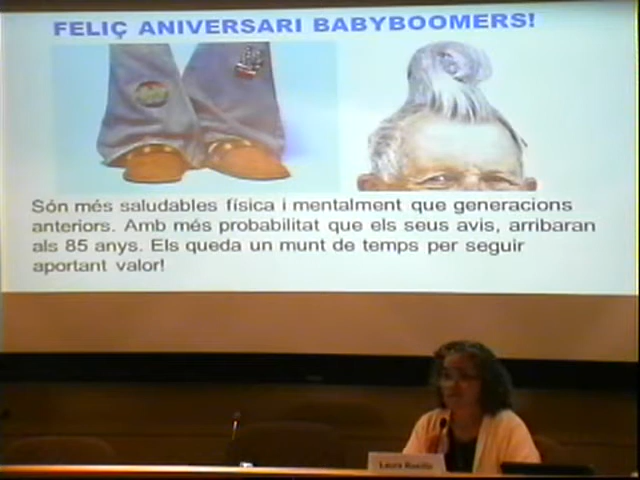 FELIÇ ANIVERSARI BABYBOOMERS!
Són més saludables física i mentalment que generacions
anteriors. Amb més probabilitat que els seus avis, arribaran
als 85 anys. Els queda un munt de temps per seguir
aportant valor!
Laura